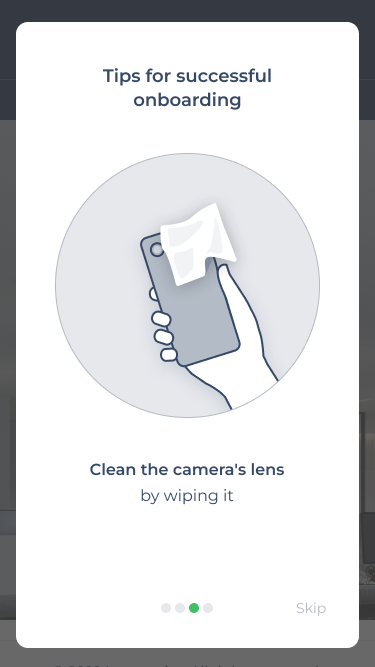 Tips for successful
onboarding
Clean the camera's lens
by wiping it
Skip